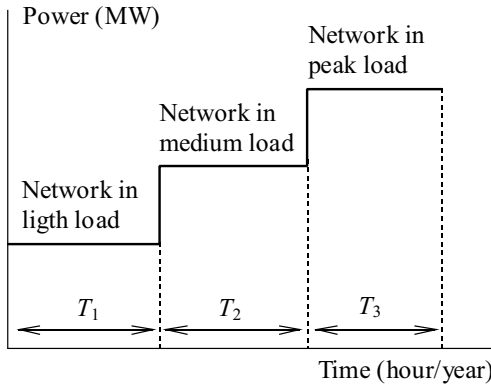 Power (MW)
Network in
peak load
Network in
medium load
Network in
ligth load
T1
T2
T3
Time (hour/year)